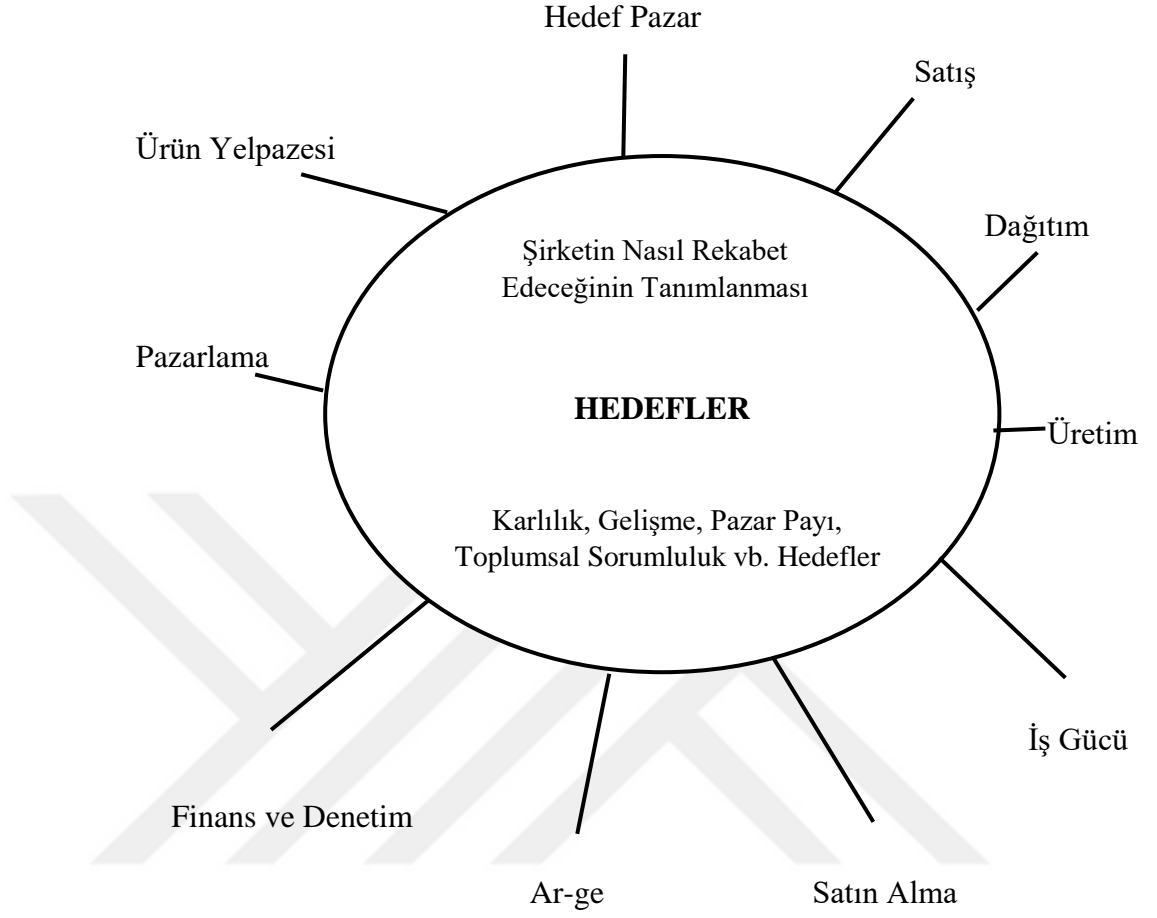 Hedef Pazar
Satış
Ürün Yelpazesi
Dağıtım
Şirketin Nasıl Rekabet
Edeceğinin Tanımlanması
Pazarlama
HEDEFLER
Üretim
Karlılık, Gelişme, Pazar Payı,
Toplumsal Sorumluluk vb. Hedefler
İş Gücü
Finans ve Denetim
Ar-ge
Satın Alma